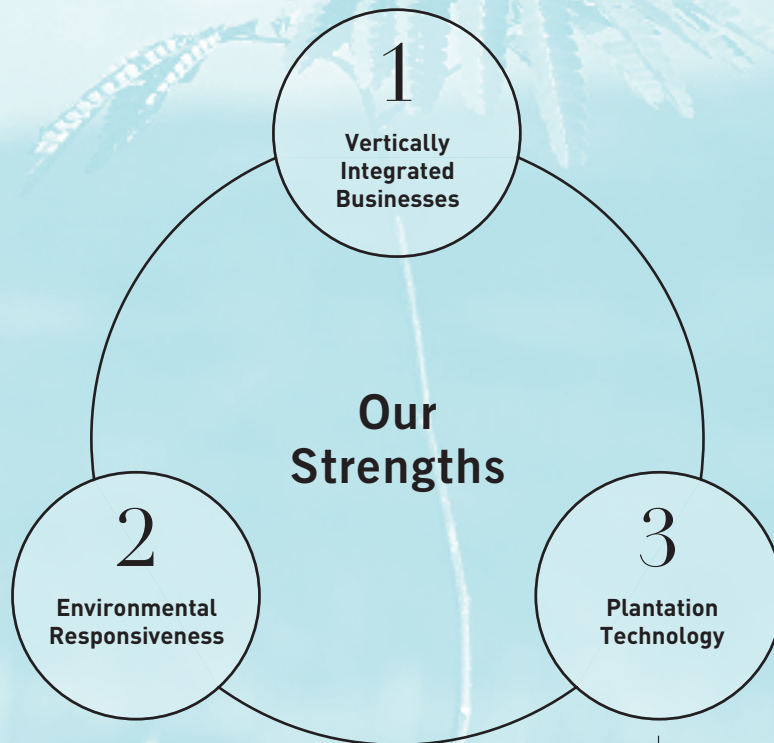 1
Vertically
Integrated
Businesses
Our
Strengths
2
Environmental
Responsiveness
3
Plantation
Technology